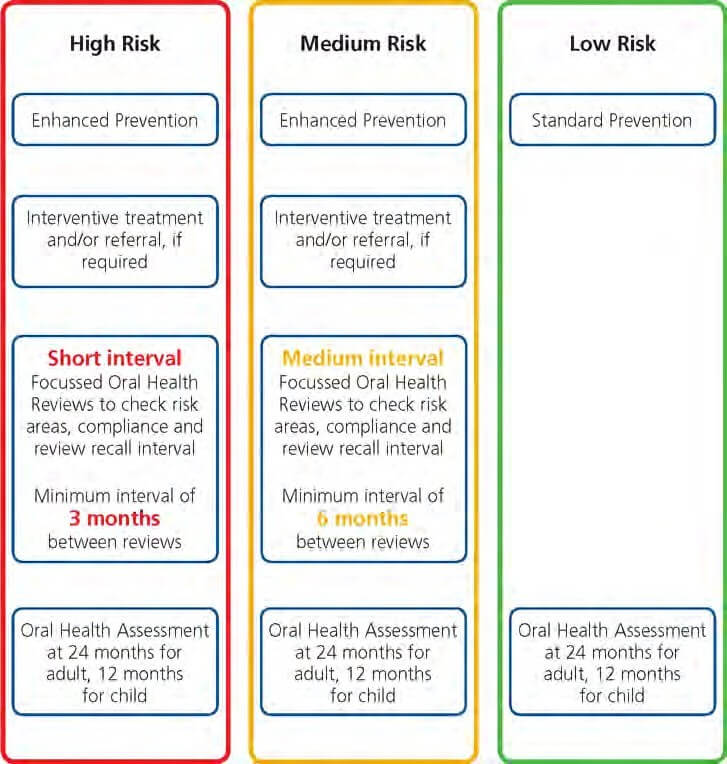 High Risk
Enhanced Prevention
Interventive treatment
and/or referral, if
required
Short interval
Focussed Oral Health
Reviews to check risk
areas, compliance and
review recall interval
Minimum interval of
3 months
between reviews
Oral Health Assessment
at 24 months for
adult, 12 months
for child
Medium Risk
Enhanced Prevention
Interventive treatment
and/or referral, if
required
Medium interval
Focussed Oral Health
Reviews to check risk
areas, compliance and
review recall interval
Minimum interval of
6 months
between reviews
Oral Health Assessment
at 24 months for
adult, 12 months
for child
Low Risk
Standard Prevention
Oral Health Assessment
at 24 months for
adult, 12 months
for child